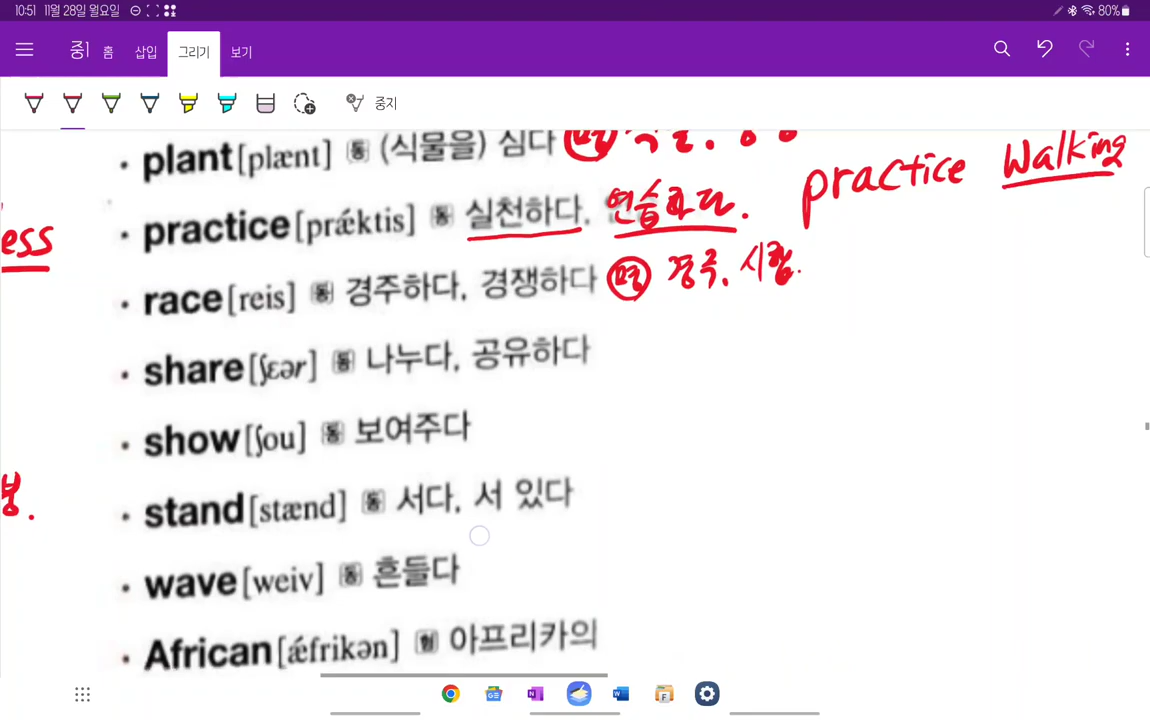 10:51 11월 28일 월요일 80%
중1 홈 삽입 그리기 보기
중지
• plant[plænt] 동 (식물을) 심다 명
practice Walking
• practice[prǽktis] 동 실천하다, 연습하다.
ess
• race[reis] 동 경주하다, 경쟁하다 명 경주, 시합.
• share[ʃɛər] 동 나누다, 공유하다
• show[ʃou] 동 보여주다
• stand[stænd] 동 서다, 서 있다
• wave[weiv] 동 흔들다
• African[ǽfrikən] 형 아프리카의